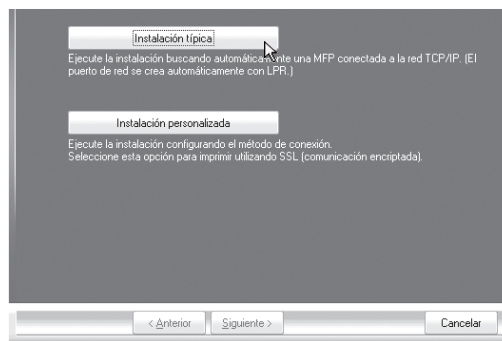 Instalación típica
Ejecute la instalación buscando automáticamente una MFP conectada a la red TCP/IP. (El
puerto de red se crea automáticamente con LPR.)
Instalación personalizada
Ejecute la instalación configurando el método de conexión.
Seleccione esta opción para imprimir utilizando SSL (comunicación encriptada).
< Anterior
Siguiente >
Cancelar